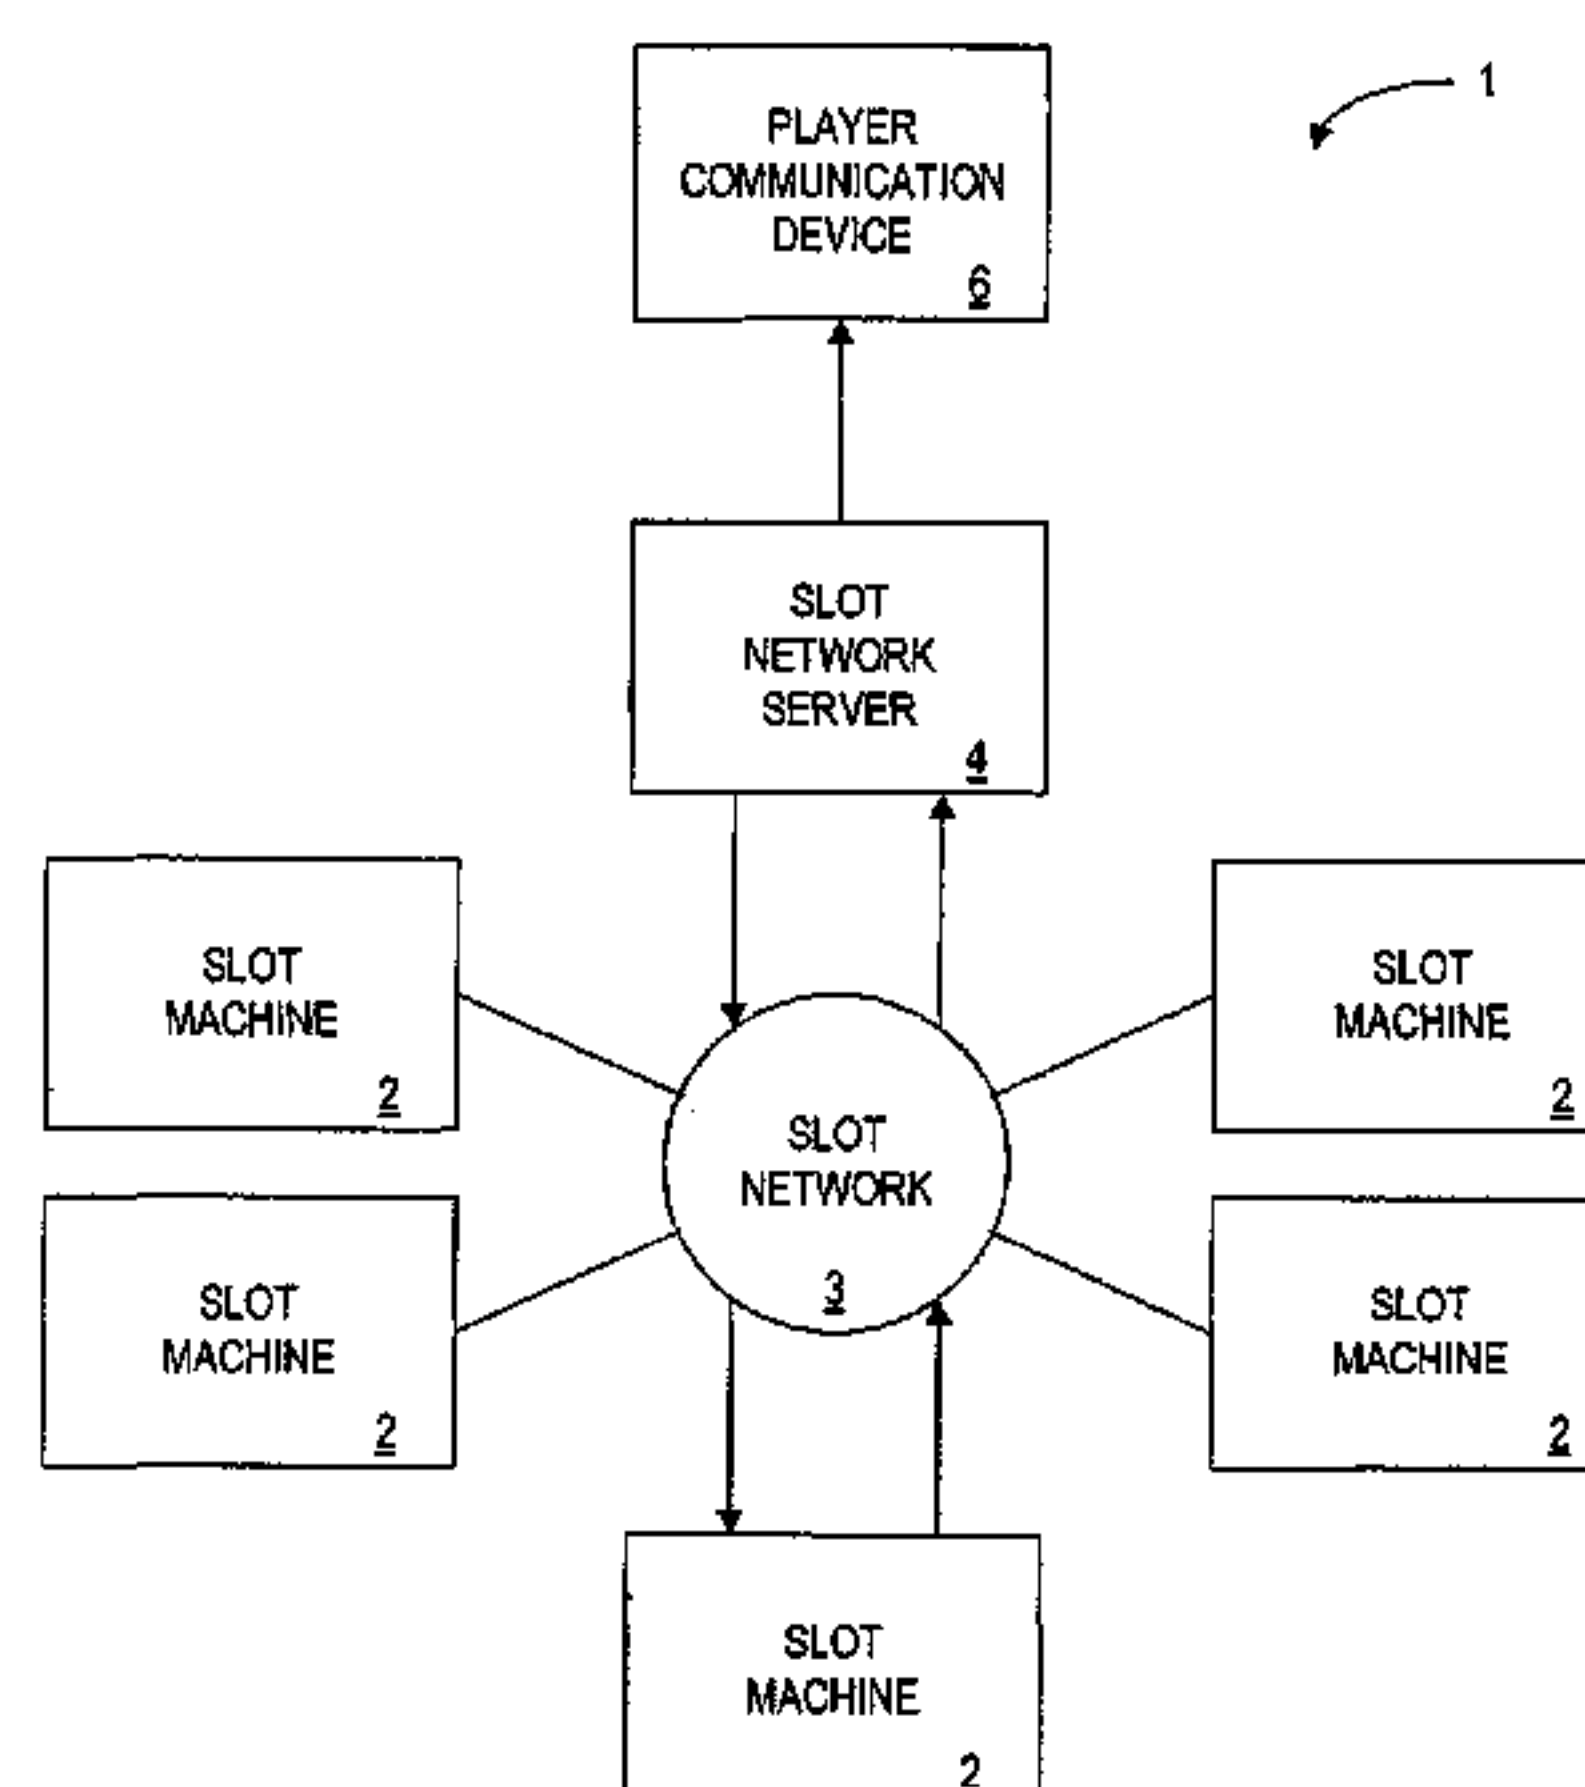 1
PLAYER
COMMUNICATION
DEVICE
6
SLOT
NETWORK
SERVER
4
SLOT
MACHINE
2
SLOT
MACHINE
2
SLOT
NETWORK
3
SLOT
MACHINE
2
SLOT
MACHINE
2
SLOT
MACHINE
2